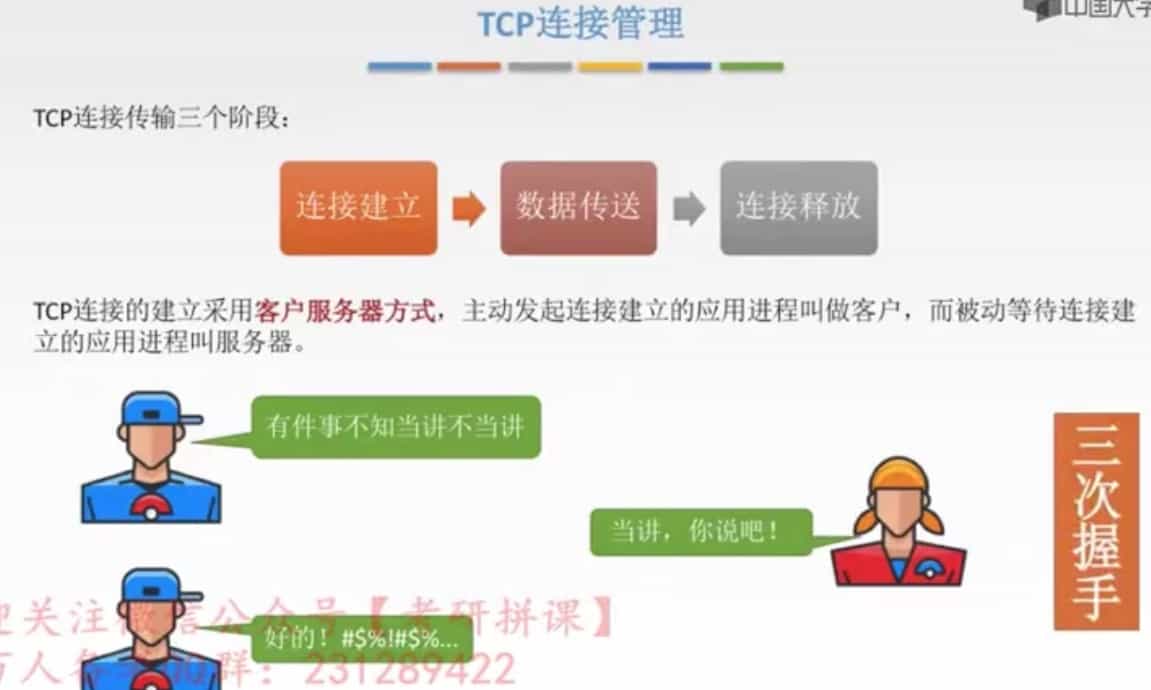 中国大学
TCP连接管理
TCP连接传输三个阶段：
连接建立
数据传送
连接释放
TCP连接的建立采用客户服务器方式，主动发起连接建立的应用进程叫做客户，而被动等待连接建
立的应用进程叫服务器。
有件事不知当讲不当讲
当讲，你说吧！
三次握手
好的！#$%!#$%...
关注微信公众号【考研拼课】
群：231289422